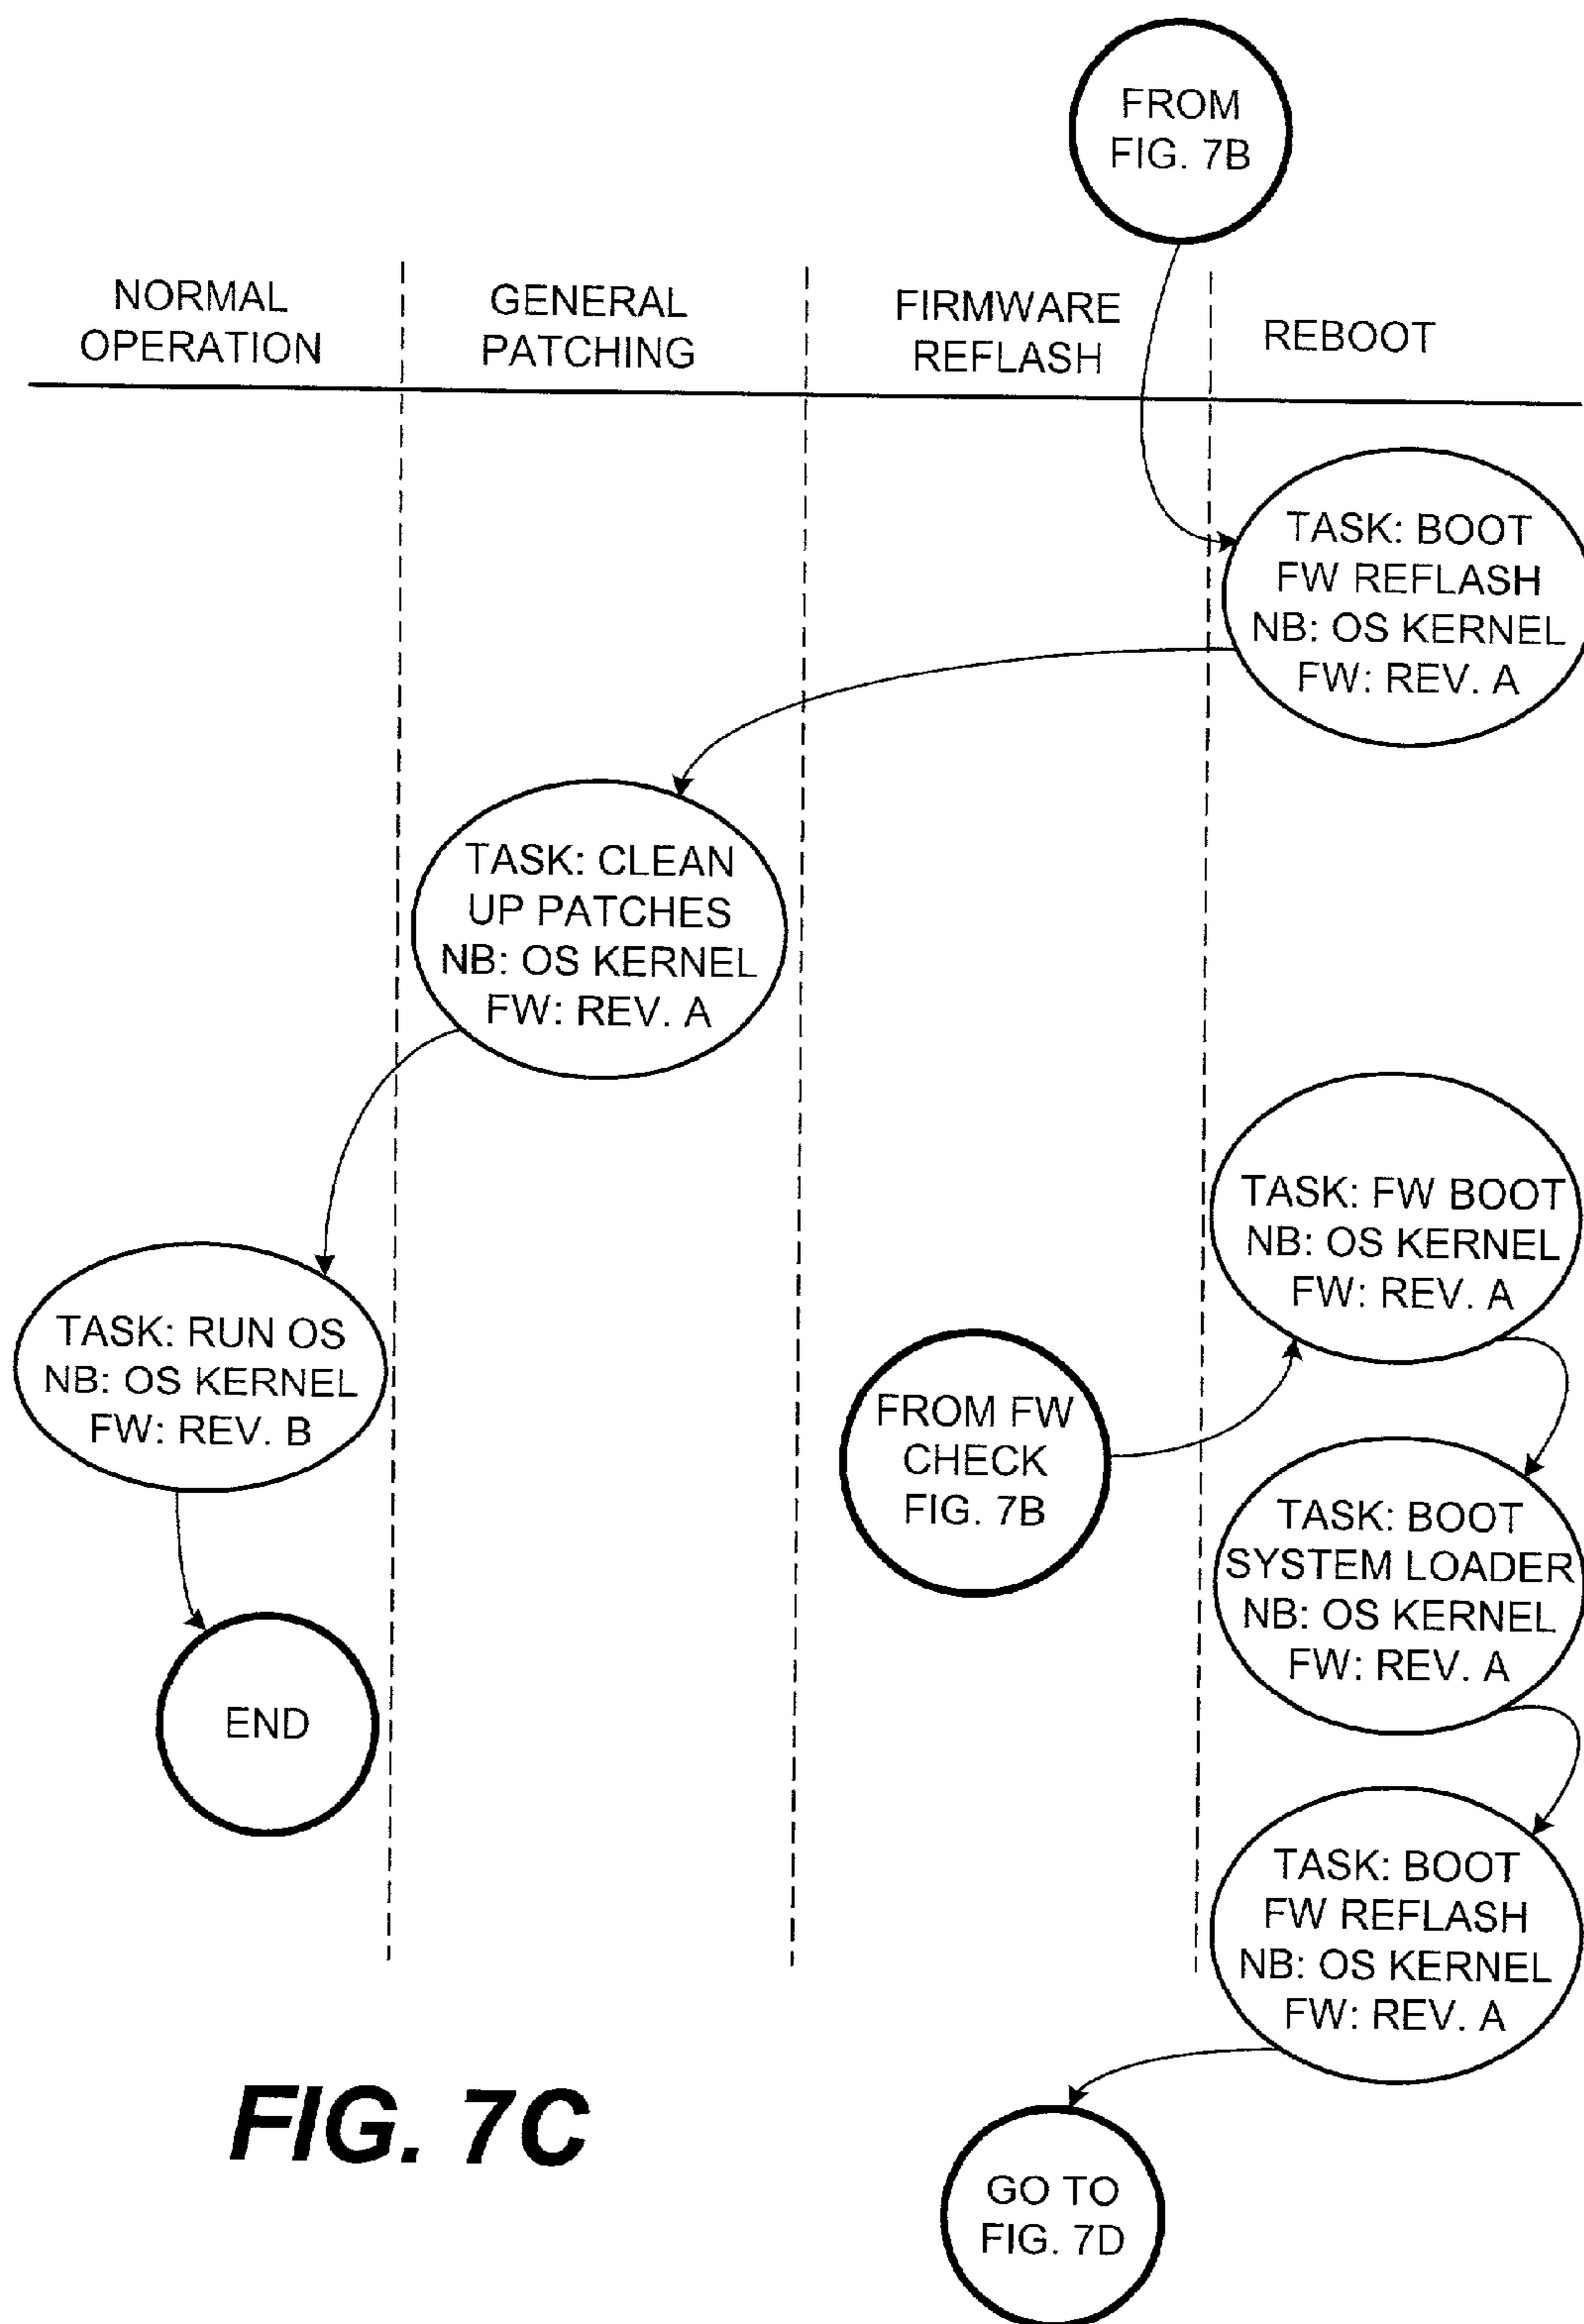 FROM
FIG. 7B
NORMAL
OPERATION
GENERAL
PATCHING
FIRMWARE
REFLASH
REBOOT
TASK: BOOT
FW REFLASH
NB: OS KERNEL
FW: REV. A
TASK: CLEAN
UP PATCHES
NB: OS KERNEL
FW: REV. A
TASK: FW BOOT
NB: OS KERNEL
FW: REV. A
TASK: RUN OS
NB: OS KERNEL
FW: REV. B
FROM FW
CHECK
FIG. 7B
TASK: BOOT
SYSTEM LOADER
NB: OS KERNEL
FW: REV. A
END
TASK: BOOT
FW REFLASH
NB: OS KERNEL
FW: REV. A
FIG. 7C
GO TO
FIG. 7D